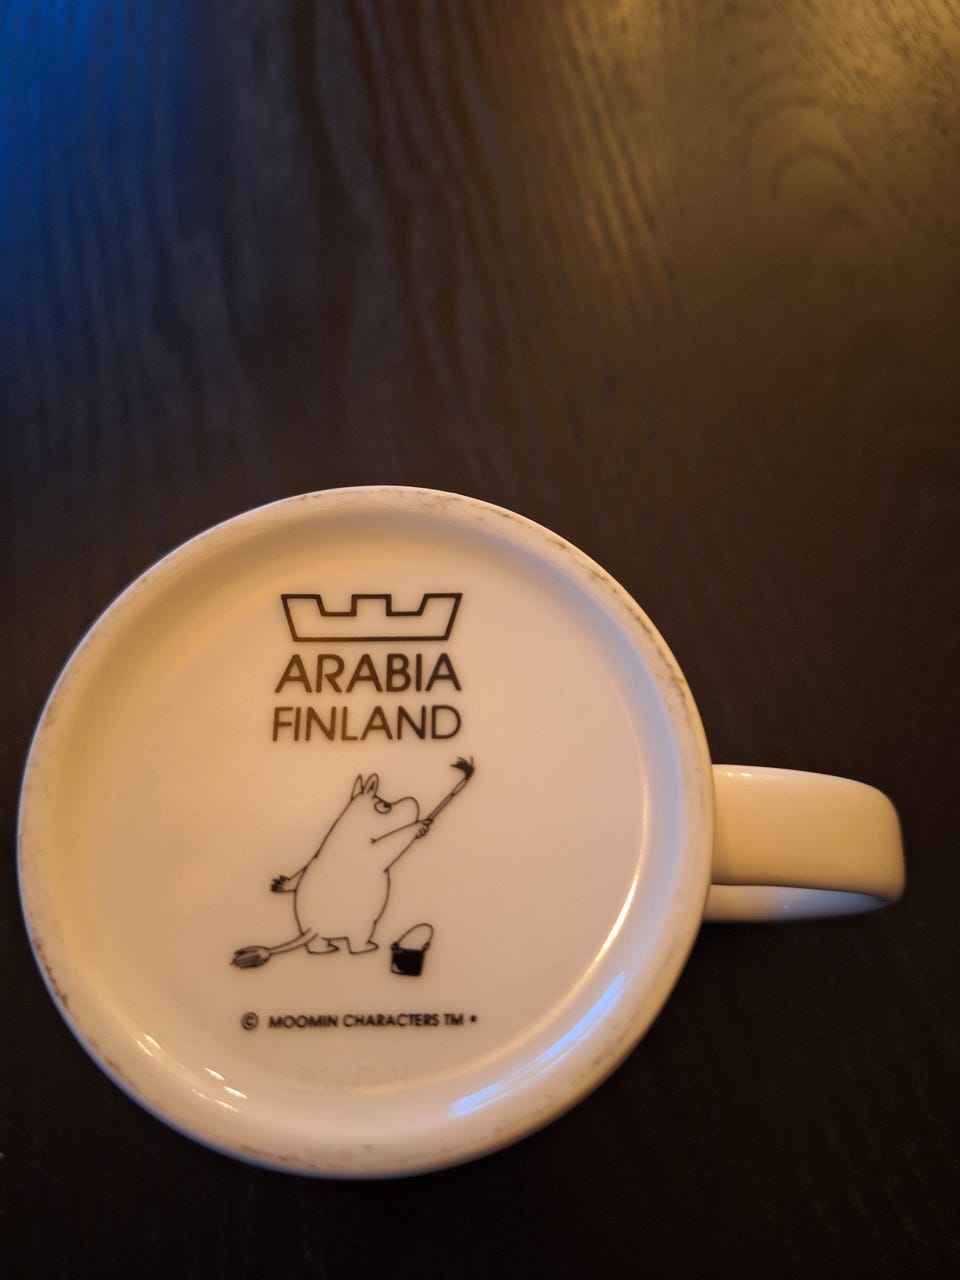 ARABIA
FINLAND
© MOOMIN CHARACTERS TM •